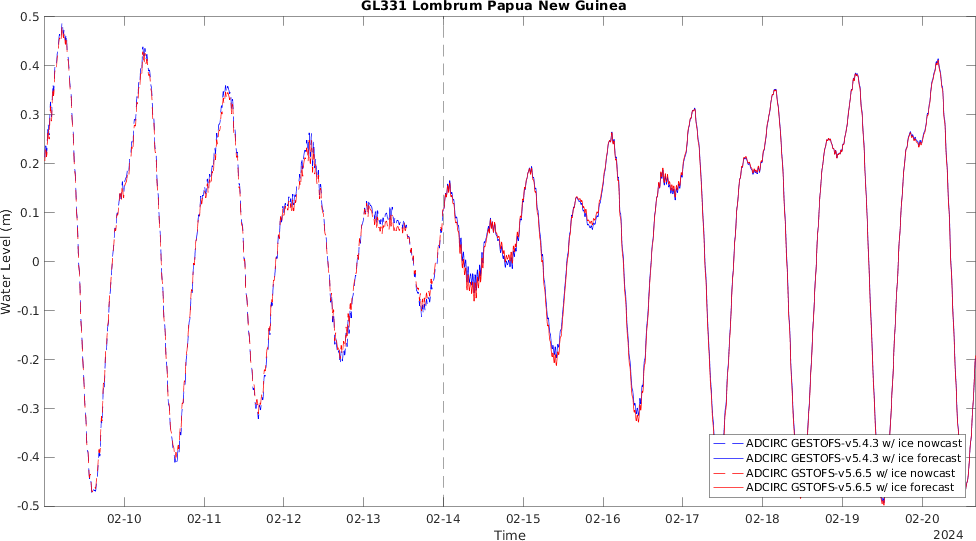 GL331 Lombrum Papua New Guinea
Water Level (m)
0.5
0.4
0.3
0.2
0.1
0
-0.1
-0.2
-0.3
-0.4
-0.5
ADCIRC GESTOFS-v5.4.3 w/ ice nowcast
ADCIRC GESTOFS-v5.4.3 w/ ice forecast
ADCIRC GSTOFS-v5.6.5 w/ ice nowcast
ADCIRC GSTOFS-v5.6.5 w/ ice forecast
02-10 02-11 02-12 02-13 02-14 02-15 02-16 02-17 02-18 02-19 02-20
Time
2024